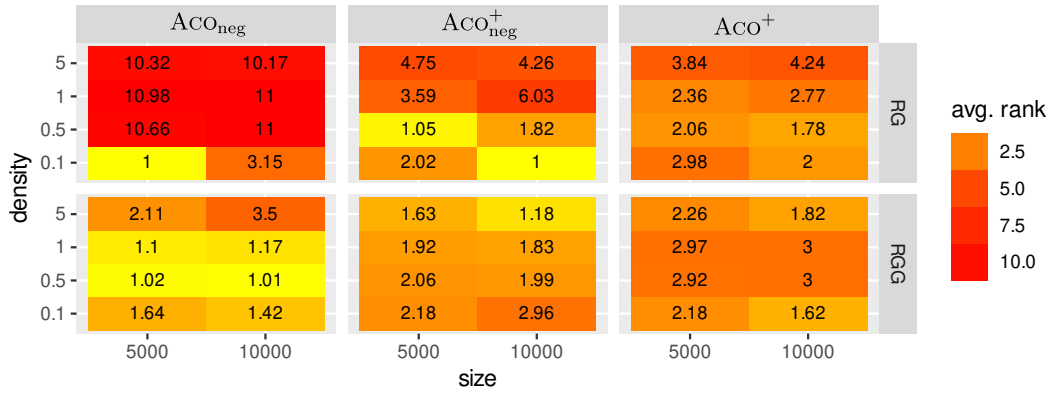 ACOneg ACO+neg ACO+
5 10.32 10.17 4.75 4.26 3.84 4.24
1 10.98 11 3.59 6.03 2.36 2.77
0.5 10.66 11 1.05 1.82 2.06 1.78
0.1 1 3.15 2.02 1 2.98 2
RG
5 2.11 3.5 1.63 1.18 2.26 1.82
1 1.1 1.17 1.92 1.83 2.97 3
0.5 1.02 1.01 2.06 1.99 2.92 3
0.1 1.64 1.42 2.18 2.96 2.18 1.62
RGG
density
5000 10000 5000 10000 5000 10000
size
avg. rank
2.5
5.0
7.5
10.0